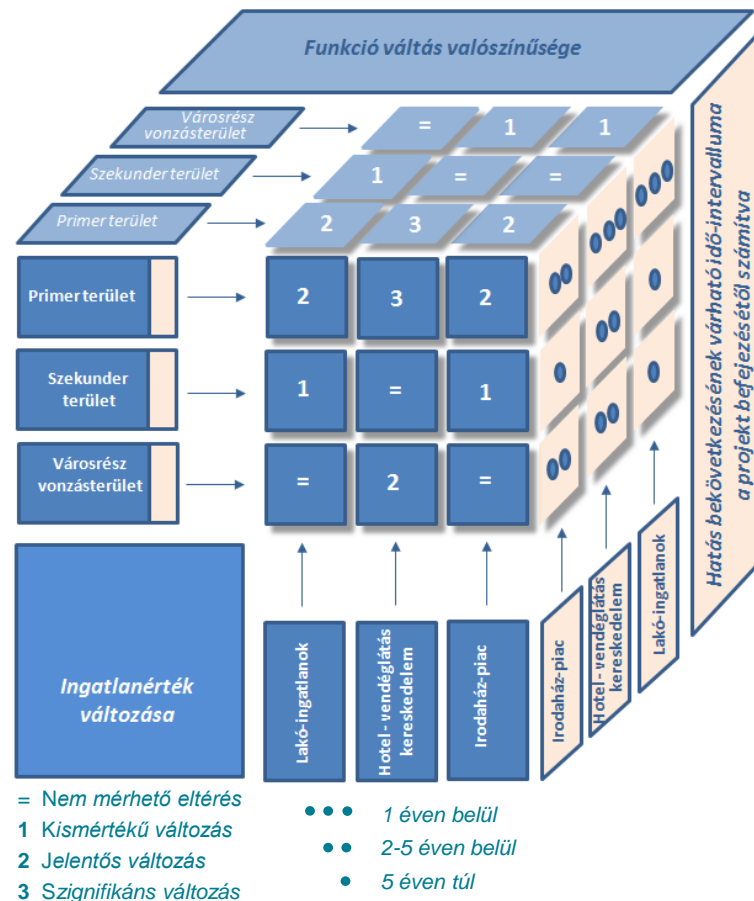 Funkció váltás valószínűsége
Városrész
vonzásterület
= 1 1
Szekunder terület
1 = =
Primer terület
2 3 2
Primer terület
2 3 2
Szekunder
terület
1 = 1
Városrész
vonzásterület
= 2 =
Hatás bekövetkezésének várható idő-intervalluma
a projekt befejezésétől számítva
Ingatlanérték
változása
Lakó-ingatlanok
Hotel - vendéglátás
kereskedelem
Irodaház-piac
Irodaház-piac
Hotel - vendéglátás
kereskedelem
Lakó-ingatlanok
= Nem mérhető eltérés
1 Kismértékű változás
2 Jelentős változás
3 Szignifikáns változás
• • • 1 éven belül
• • 2-5 éven belül
• 5 éven túl